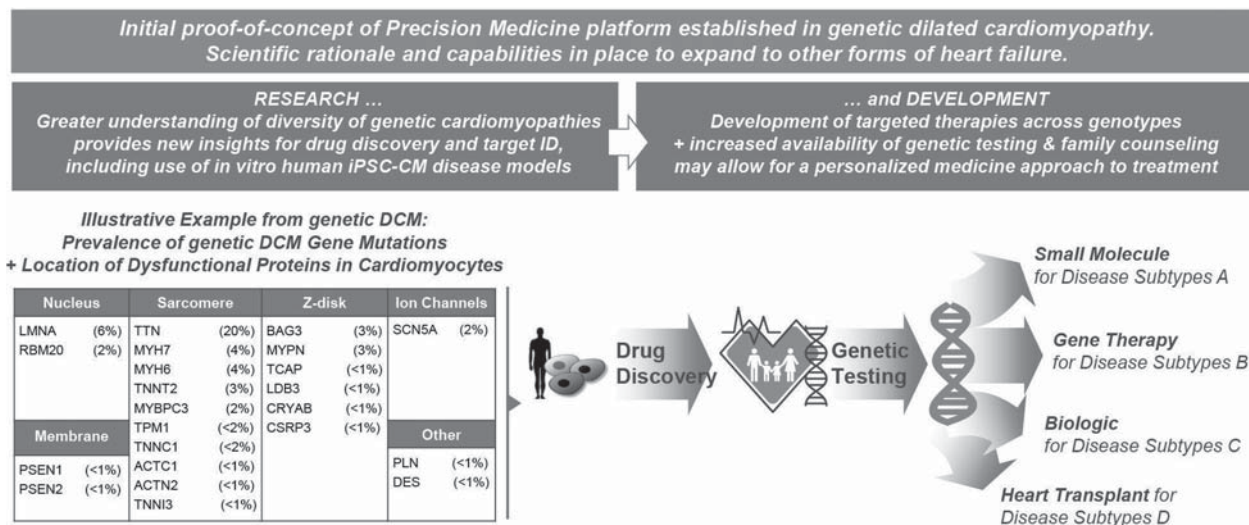 Initial proof-of-concept of Precision Medicine platform established in genetic dilated cardiomyopathy.
Scientific rationale and capabilities in place to expand to other forms of heart failure.
RESEARCH …
Greater understanding of diversity of genetic cardiomyopathies
provides new insights for drug discovery and target ID,
including use of in vitro human iPSC-CM disease models
… and DEVELOPMENT
Development of targeted therapies across genotypes
+ increased availability of genetic testing & family counseling
may allow for a personalized medicine approach to treatment
Illustrative Example from genetic DCM:
Prevalence of genetic DCM Gene Mutations
+ Location of Dysfunctional Proteins in Cardiomyocytes
Nucleus
LMNA (6%)
RBM20 (2%)
Membrane
PSEN1 (<1%)
PSEN2 (<1%)
Sarcomere
TTN (20%)
MYH7 (4%)
MYH6 (4%)
TNNT2 (3%)
MYBPC3 (2%)
TPM1 (<2%)
TNNC1 (<2%)
ACTC1 (<1%)
ACTN2 (<1%)
TNNI3 (<1%)
Z-disk
BAG3 (3%)
MYPN (3%)
TCAP (<1%)
LDB3 (<1%)
CRYAB (<1%)
CSRP3 (<1%)
Ion Channels
SCN5A (2%)
Other
PLN (<1%)
DES (<1%)
Drug
Discovery
Genetic
Testing
Small Molecule
for Disease Subtypes A
Gene Therapy
for Disease Subtypes B
Biologic
for Disease Subtypes C
Heart Transplant for
Disease Subtypes D